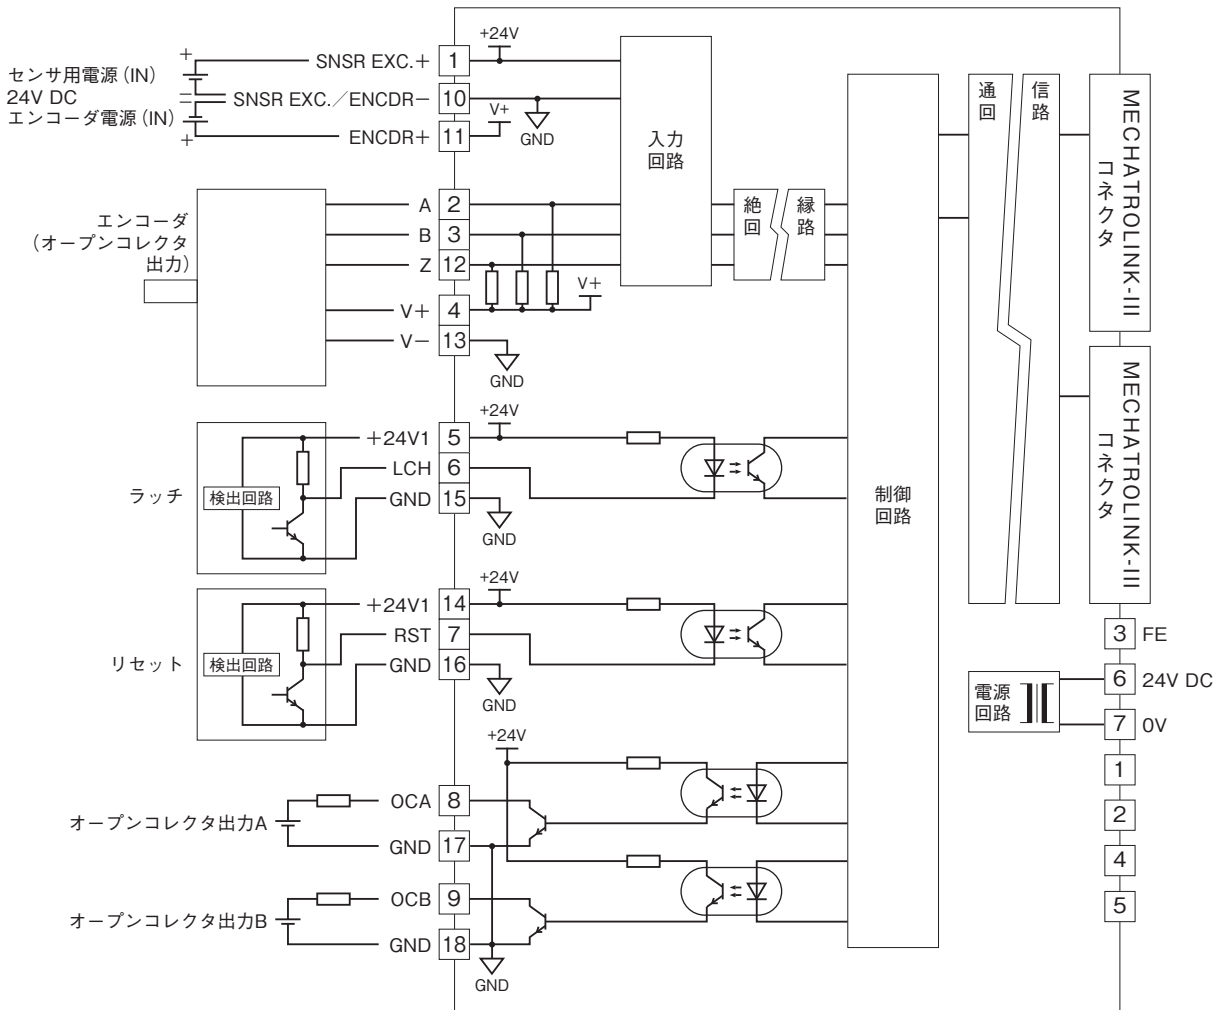 +24V
センサ用電源(IN)
24V DC
エンコーダ電源(IN)
+
+
SNSR EXC.+ 1
SNSR EXC./ENCDR− 10
ENCDR+ 11
V+
GND
入力
回路
エンコーダ
(オープンコレクタ
出力)
A 2
B 3
Z 12
V+ 4
V− 13
V+
GND
絶縁
回路
通信
回路
MECHATROLINK-III
コネクタ
MECHATROLINK-III
コネクタ
制御
回路
ラッチ
検出回路
+24V1 5
LCH 6
GND 15
+24V
GND
リセット
検出回路
+24V1 14
RST 7
GND 16
+24V
GND
オープンコレクタ出力A
OCA 8
GND 17
+24V
オープンコレクタ出力B
OCB 9
GND 18
GND
電源
回路
3 FE
6 24V DC
7 0V
1
2
4
5